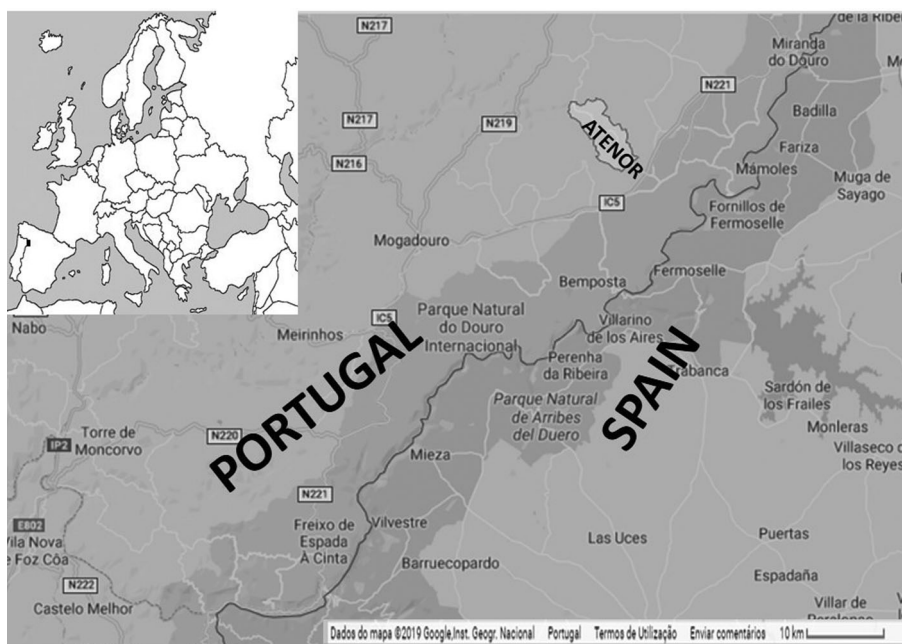 N217
de la Ribe
Miranda
do Douro
N221
N217
N219
Badilla
ATENOR
Fariza
N216
Mámoles
Muga de
Sayago
IC5
Fornillos de
Fermoselle
Mogadouro
Fermoselle
Bemposta
Nabo
Meirinhos
IC5
Parque Natural
do Douro
Internacional
Villarino
de los Aires
PORTUGAL
SPAIN
Perenha
da Ribeira
Trabanca
Sardón de
los Frailes
Parque Natural
de Arribes
del Duero
Monleras
Torre de
Moncorvo
N220
IP2
Villaseco d
los Reyes
Mieza
N221
E802
Vila Nova
e Foz Côa
Freixo de
Espada
À Cinta
Vilvestre
Las Uces
Puertas
Barruecopardo
Espadaña
N222
Castelo Melhor
Villar de
Dados do mapa ©2019 Google,Inst. Geogr. Nacional Portugal Termos de Utilização Enviar comentários 10 km